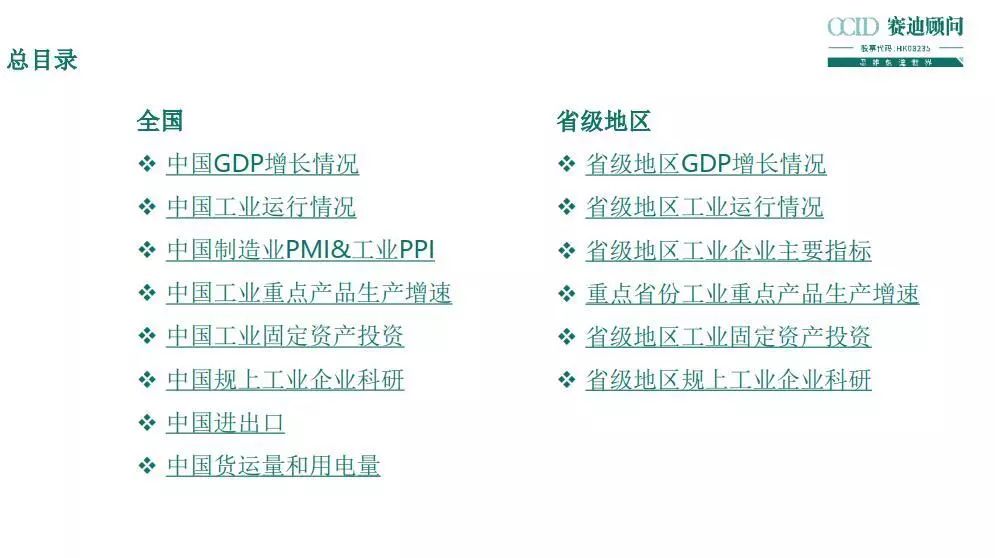 CCID 赛迪顾问
股票代码:HK08235
思维创造世界
总目录
全国
❖ 中国GDP增长情况
❖ 中国工业运行情况
❖ 中国制造业PMI&工业PPI
❖ 中国工业重点产品生产增速
❖ 中国工业固定资产投资
❖ 中国规上工业企业科研
❖ 中国进出口
❖ 中国货运量和用电量
省级地区
❖ 省级地区GDP增长情况
❖ 省级地区工业运行情况
❖ 省级地区工业企业主要指标
❖ 重点省份工业重点产品生产增速
❖ 省级地区工业固定资产投资
❖ 省级地区规上工业企业科研